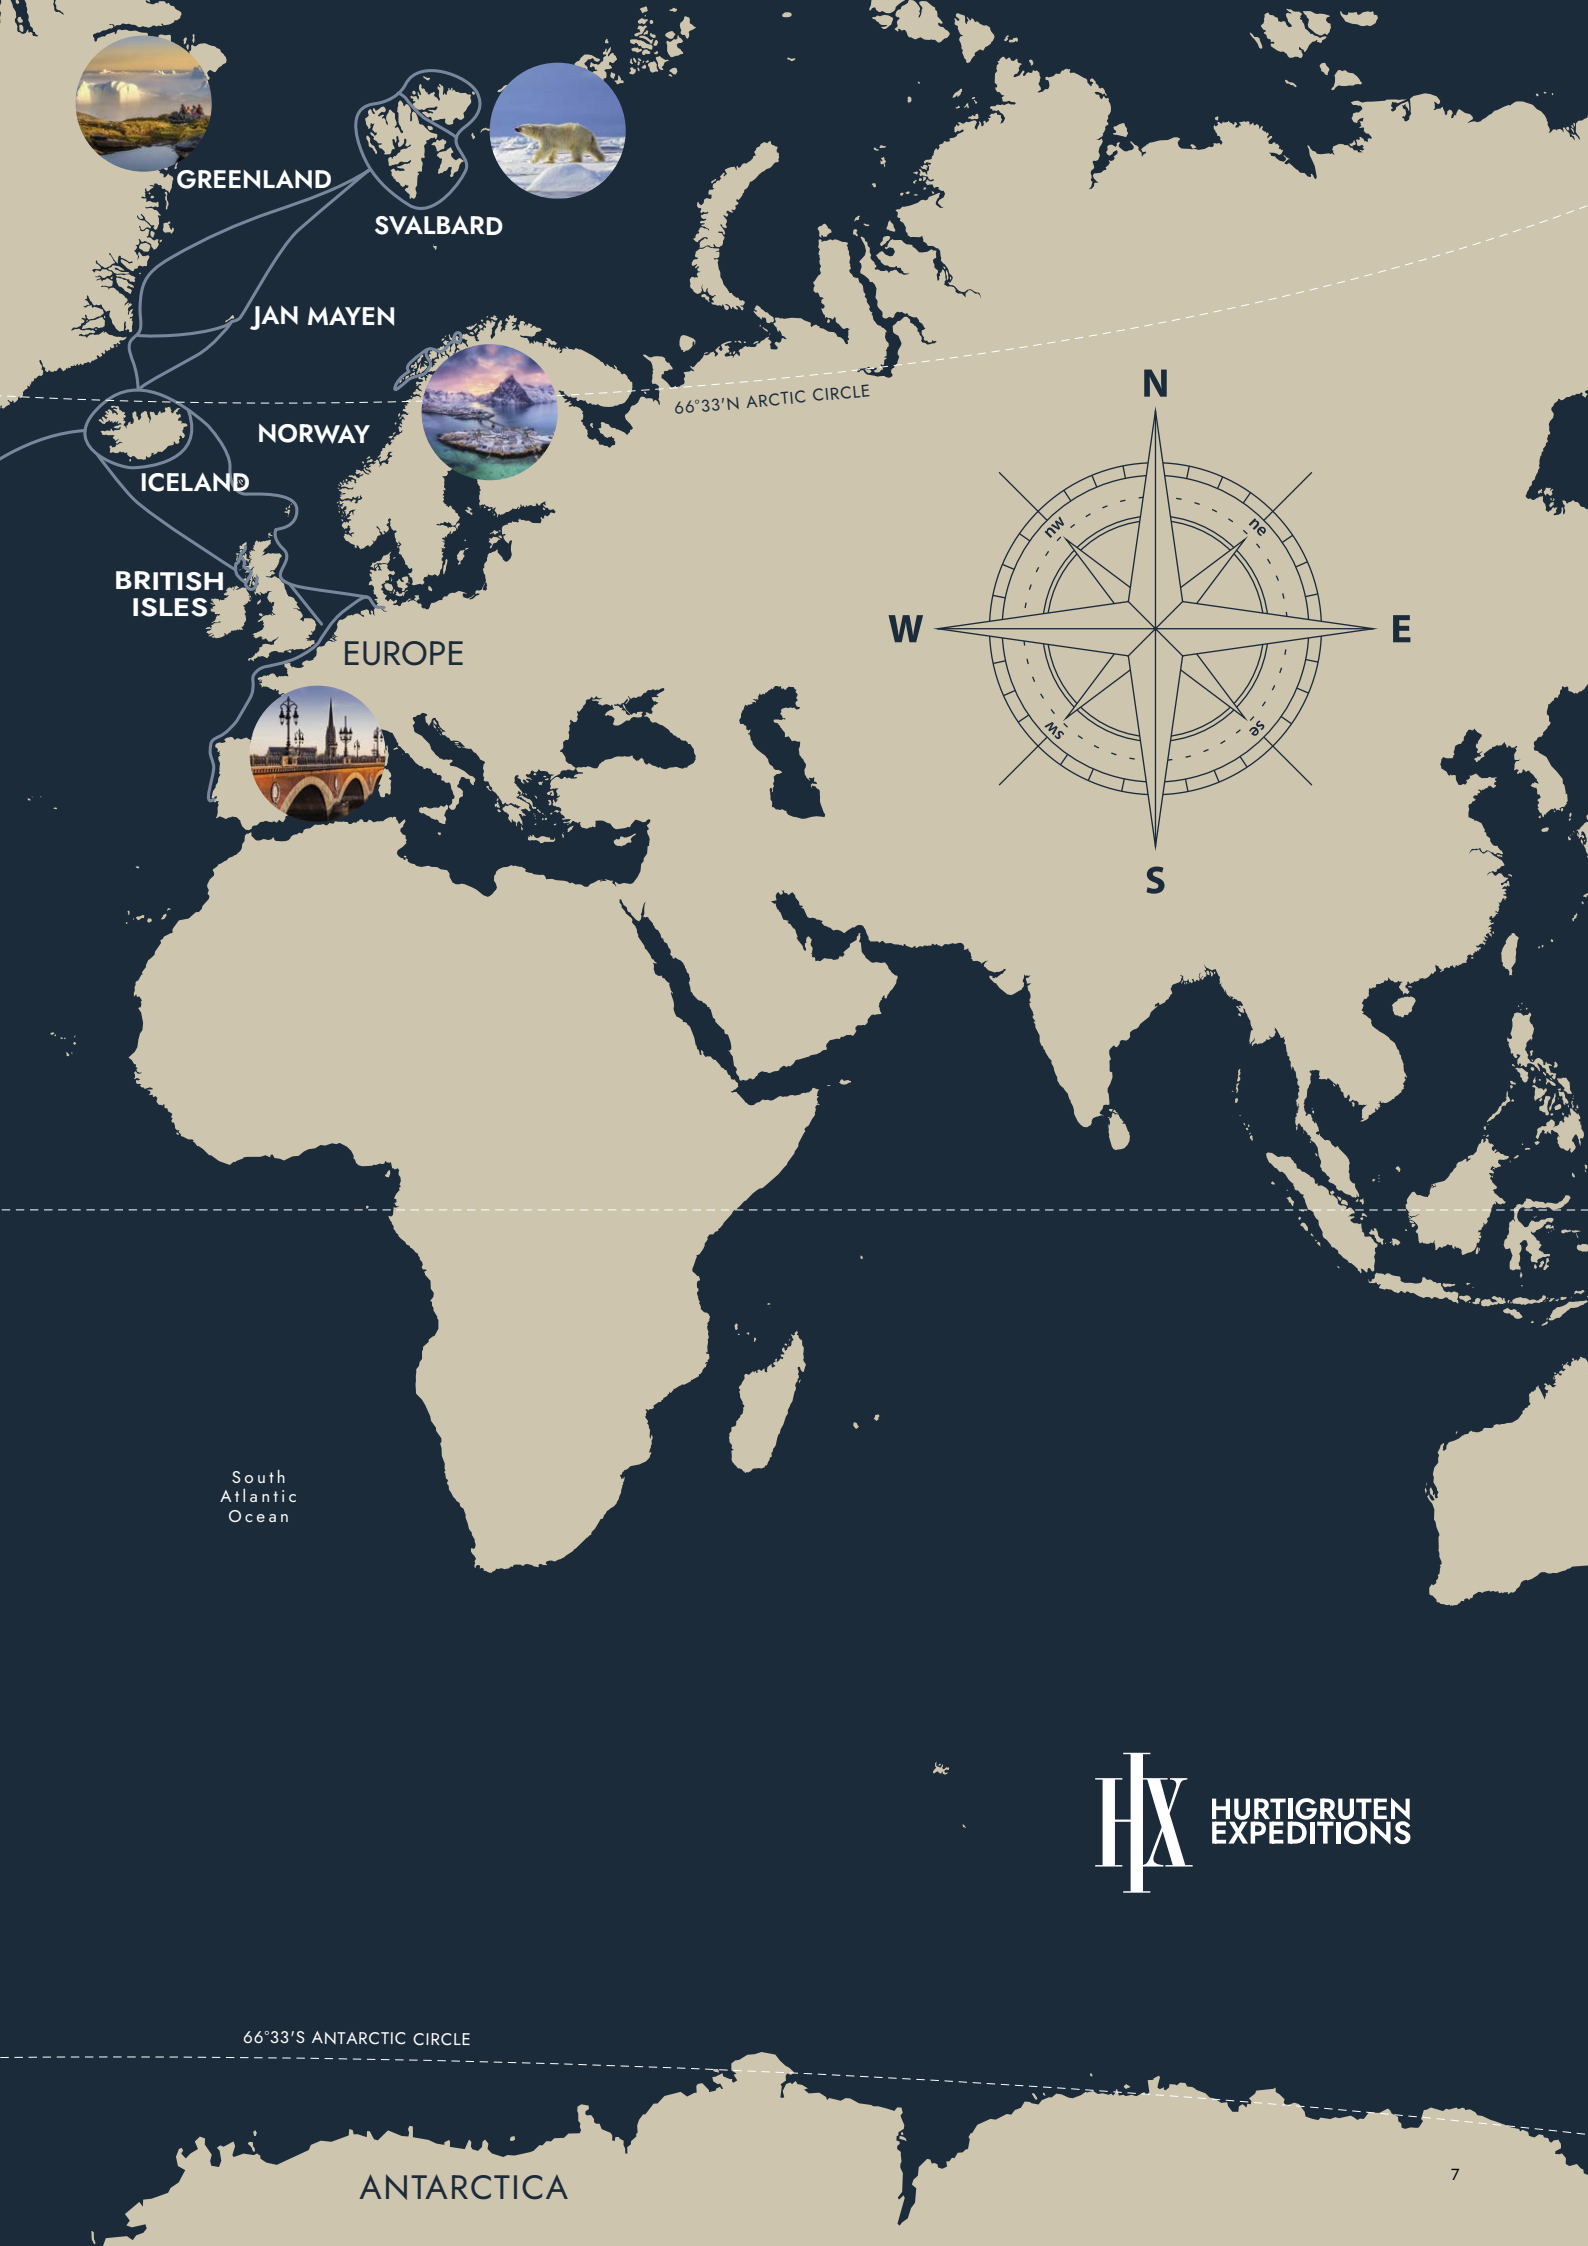 GREENLAND
SVALBARD
JAN MAYEN
66°33'N ARCTIC CIRCLE
NORWAY
ICELAND
BRITISH
ISLES
EUROPE
N
nw
ne
W
E
sw
se
S
South
Atlantic
Ocean
HX
HURTIGRUTEN
EXPEDITIONS
66°33'S ANTARCTIC CIRCLE
ANTARCTICA
7